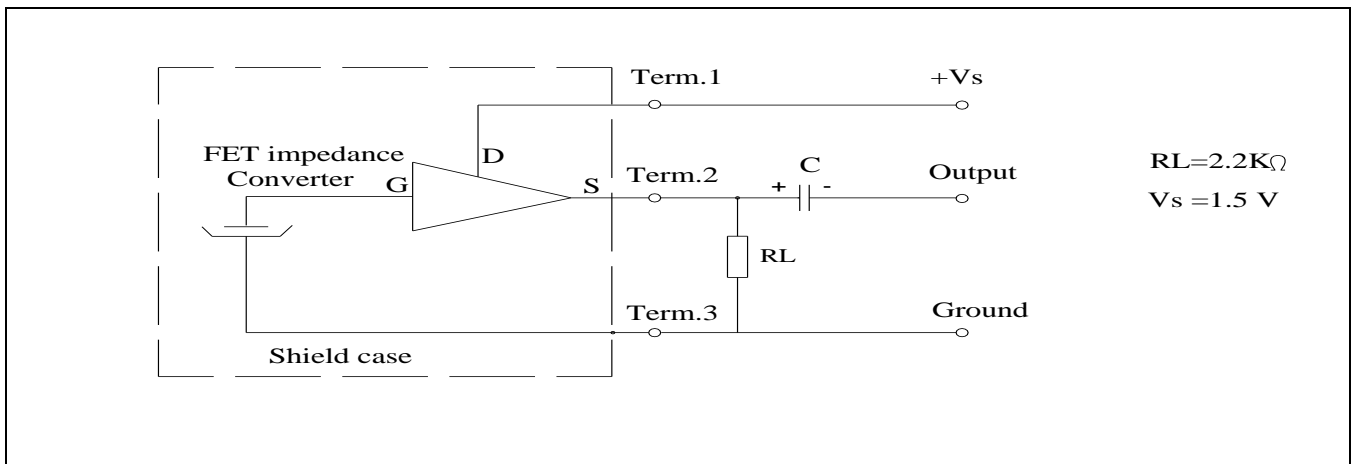 Term.1 +Vs
FET impedance
Converter
D
G
S
Term.2
C
+ -
Output
RL=2.2KΩ
Vs =1.5 V
RL
Term.3
Ground
Shield case